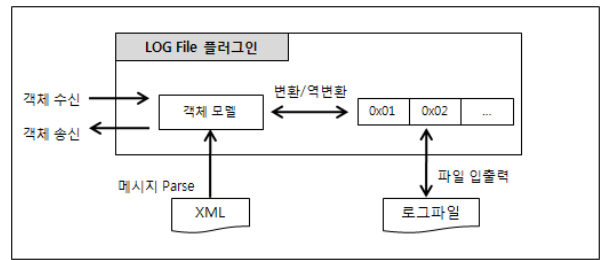 LOG File 플러그인
객체 수신
객체 송신
객체 모델
변환/역변환
0x01 0x02 ...
메시지 Parse
파일 입출력
XML
로그파일